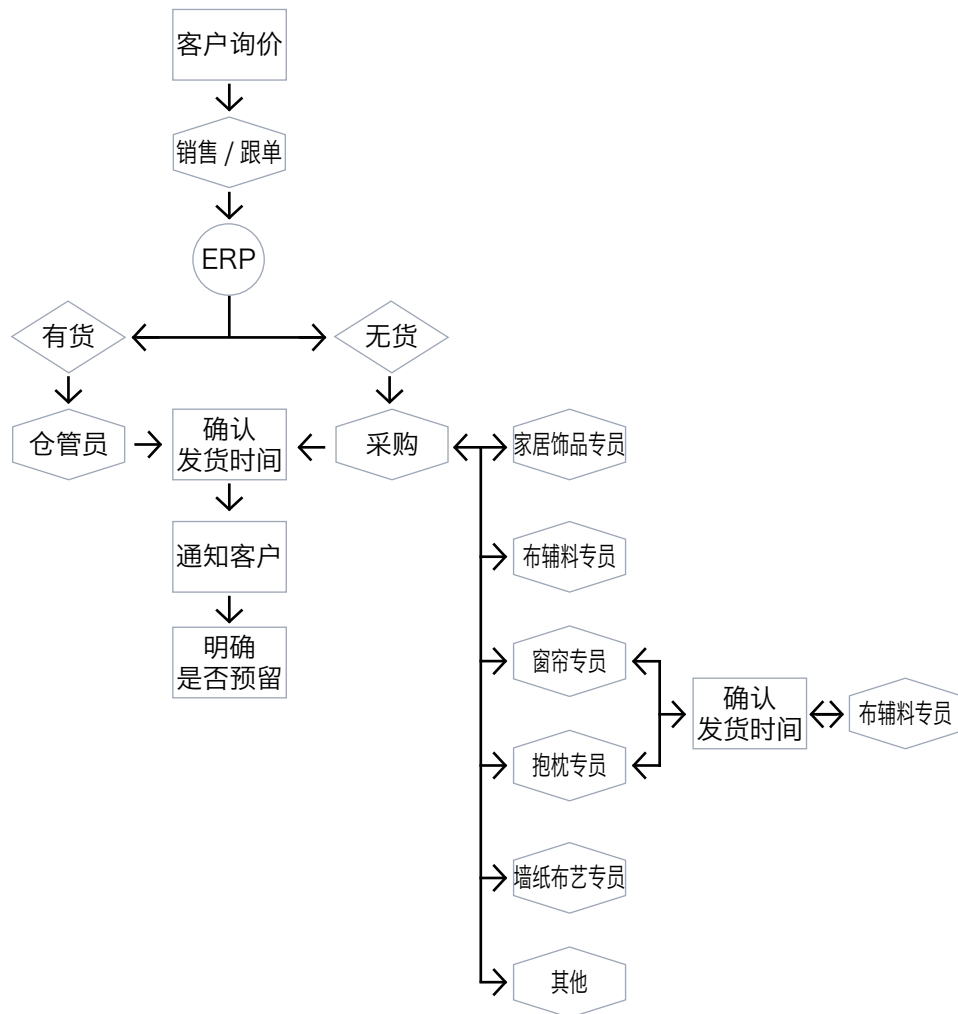 客户询价
销售 / 跟单
ERP
有货
无货
仓管员
确认
发货时间
采购
家居饰品专员
通知客户
布辅料专员
明确
是否预留
窗帘专员
确认
发货时间
布辅料专员
抱枕专员
墙纸布艺专员
其他